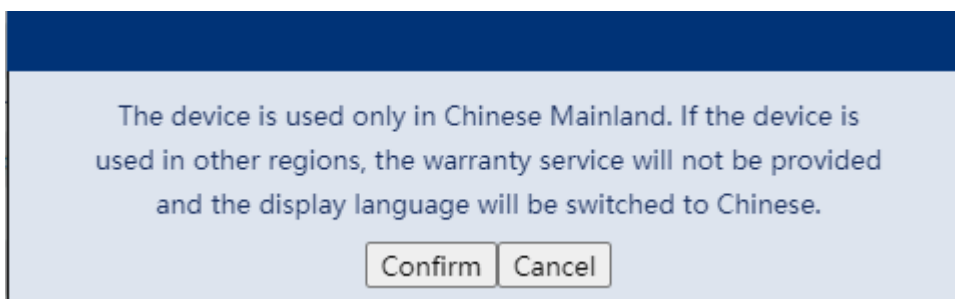 The device is used only in Chinese Mainland. If the device is
used in other regions, the warranty service will not be provided
and the display language will be switched to Chinese.
Confirm Cancel